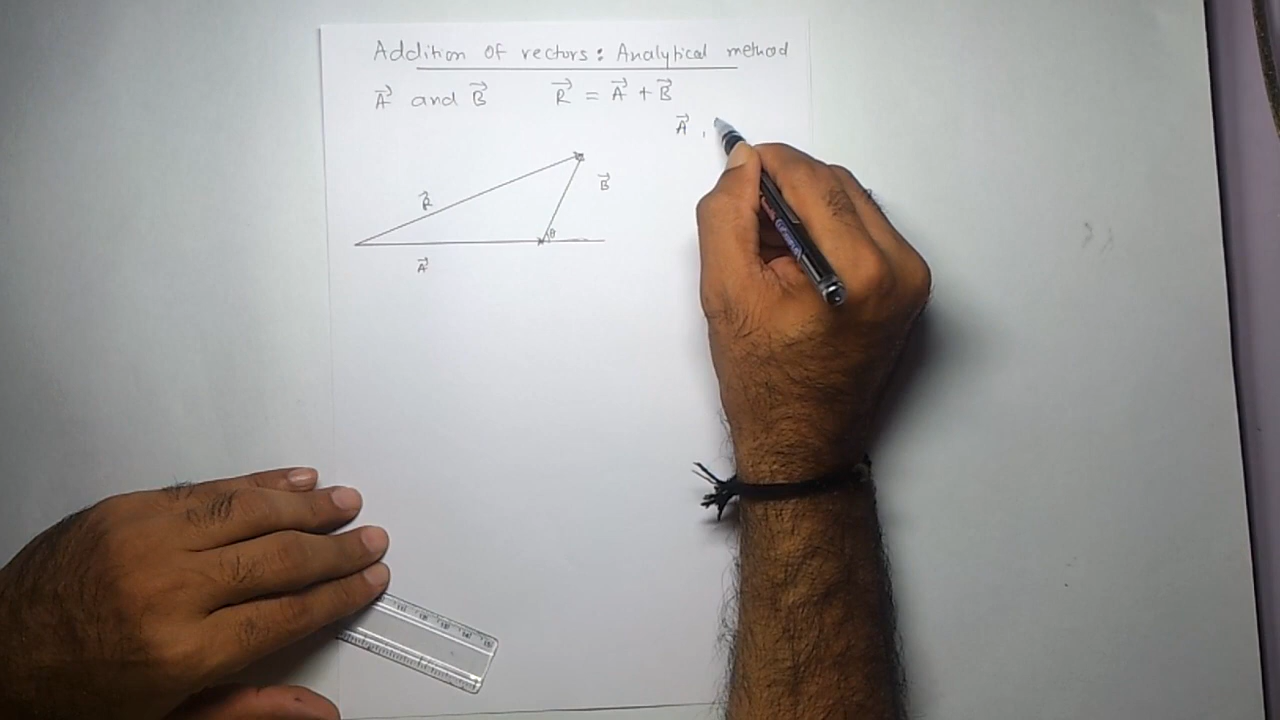 Addition of vectors : Analytical method
A⃗ and B⃗ R⃗ = A⃗ + B⃗
A⃗ ,
B⃗
R⃗
θ
A⃗